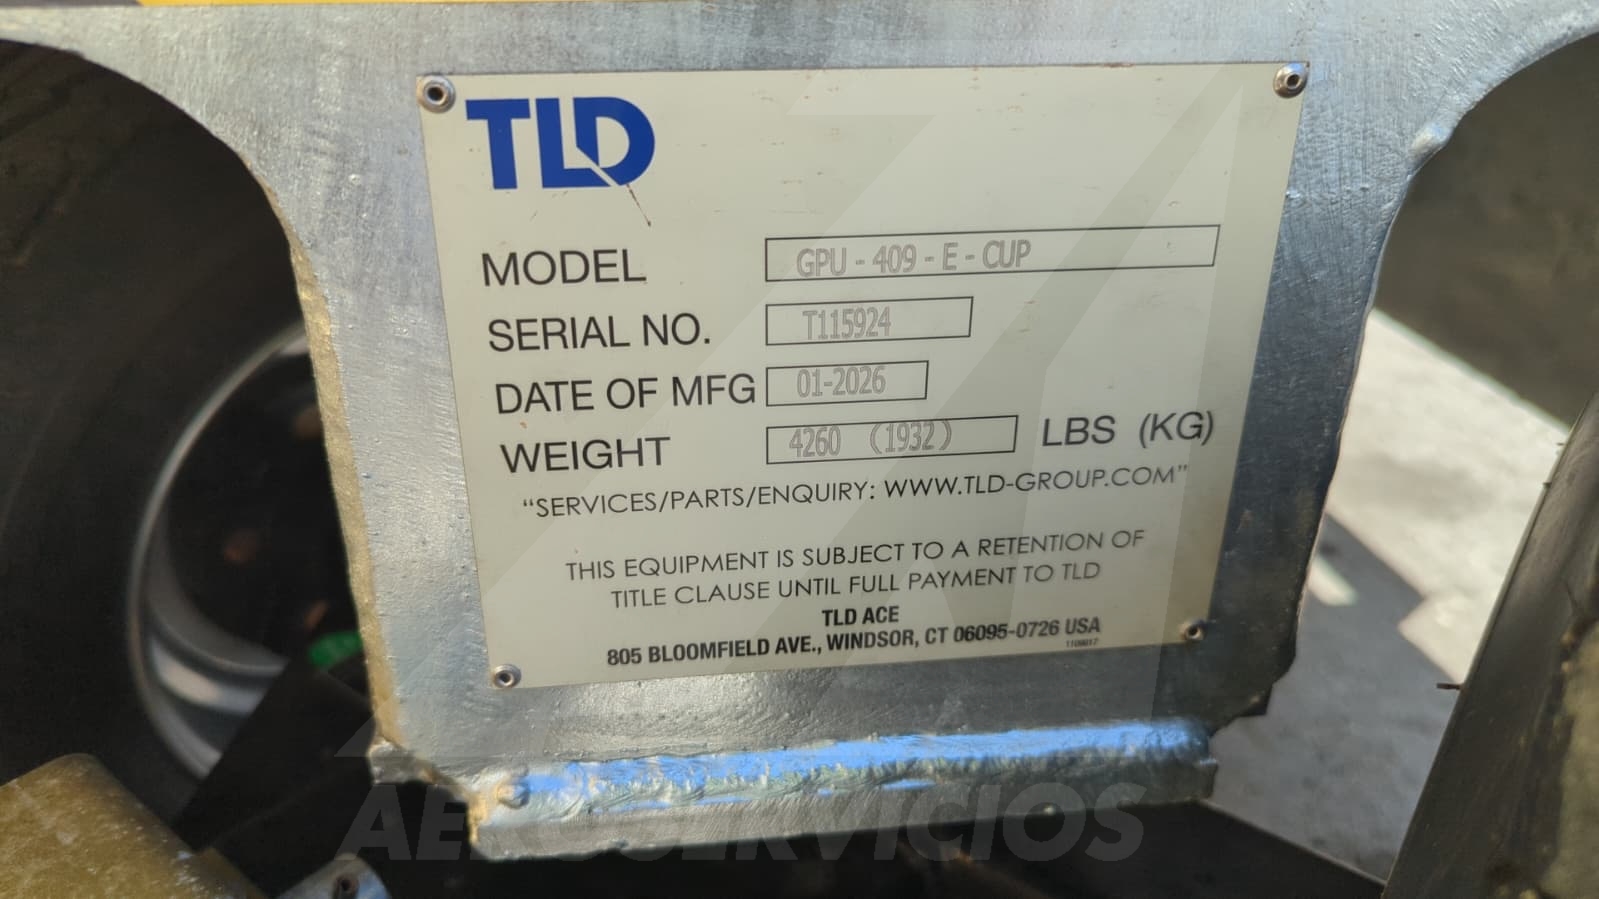 TLD
MODEL GPU - 409 - E - CUP
SERIAL NO. T115924
DATE OF MFG 01-2026
WEIGHT 4260 (1932) LBS (KG)
“SERVICES/PARTS/ENQUIRY: WWW.TLD-GROUP.COM”
THIS EQUIPMENT IS SUBJECT TO A RETENTION OF
TITLE CLAUSE UNTIL FULL PAYMENT TO TLD
TLD ACE
805 BLOOMFIELD AVE., WINDSOR, CT 06095-0726 USA
AEROSERVICIOS